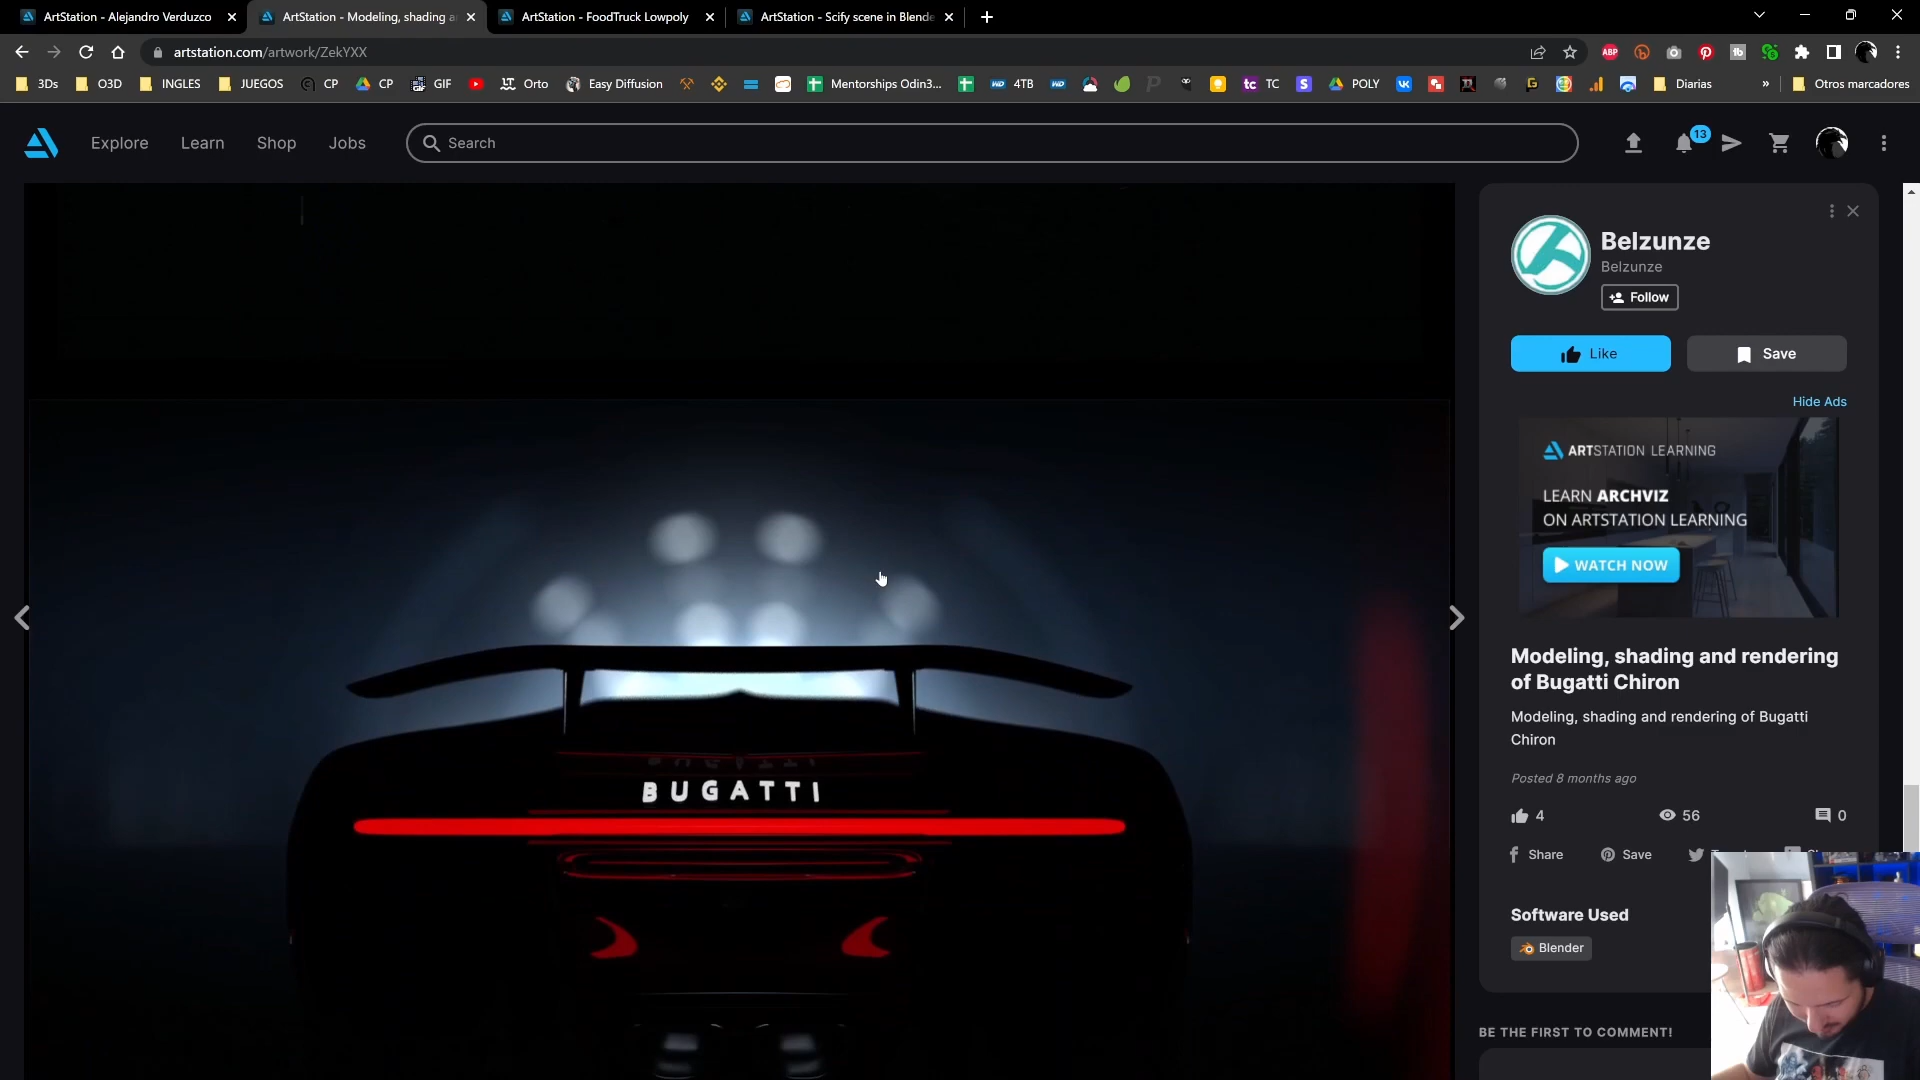 ArtStation - Alejandro Verduzco
ArtStation - Modeling, shading a
ArtStation - FoodTruck Lowpoly
ArtStation - Scify scene in Blende
artstation.com/artwork/ZekYXX
ABP
3Ds
O3D
INGLES
JUEGOS
CP
CP
GIF
Orto
Easy Diffusion
Mentorships Odin3...
WD
4TB
WD
tc
TC
S
POLY
Diarias
»
Otros marcadores
Explore
Learn
Shop
Jobs
Search
13
Belzunze
Belzunze
Follow
Like
Save
Hide Ads
ARTSTATION LEARNING
LEARN ARCHVIZ
ON ARTSTATION LEARNING
WATCH NOW
Modeling, shading and rendering
of Bugatti Chiron
Modeling, shading and rendering of Bugatti
Chiron
Posted 8 months ago
4
56
0
Share
Save
BUGATTI
Software Used
Blender
BE THE FIRST TO COMMENT!